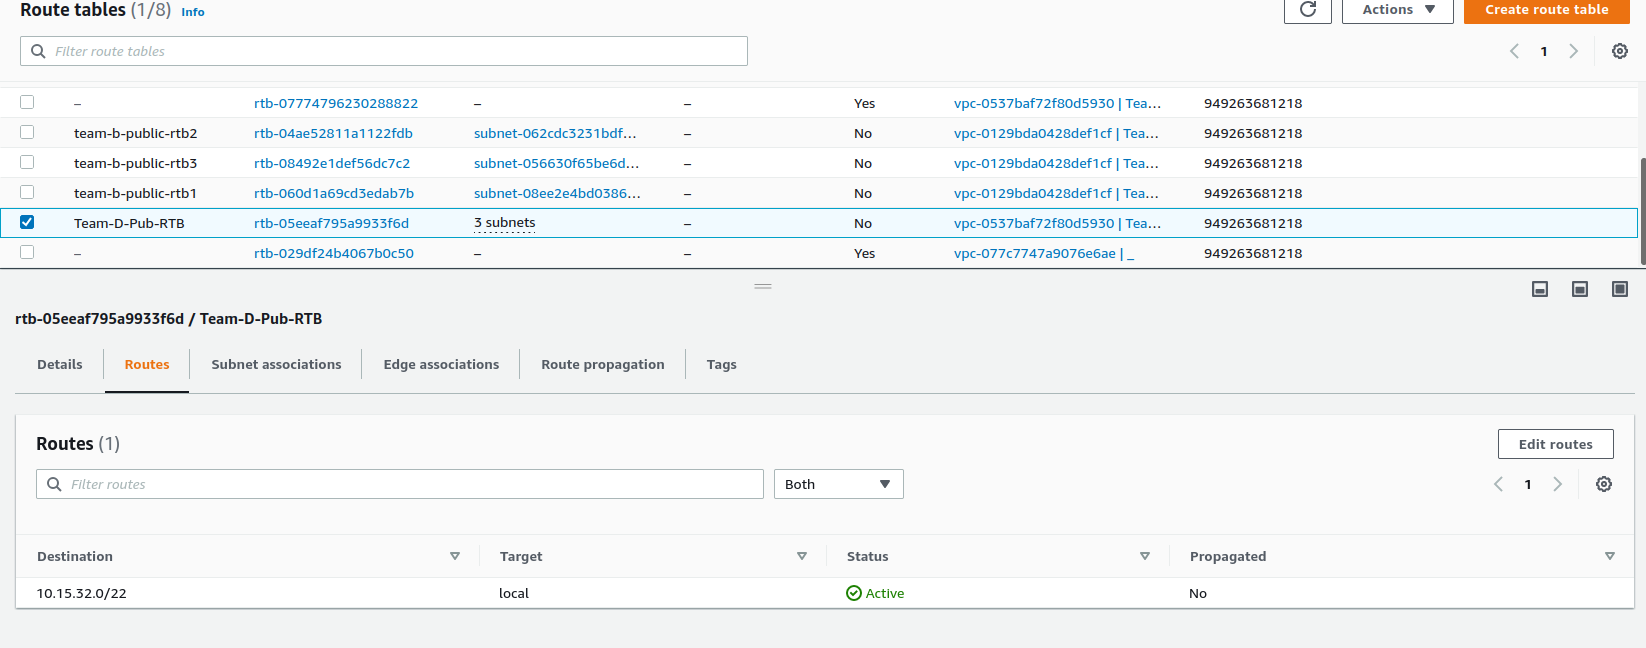 Route tables (1/8) Info
Actions
Create route table
Filter route tables
1
– rtb-07774796230288822 – – Yes vpc-0537baf72f80d5930 | Tea... 949263681218
team-b-public-rtb2 rtb-04ae52811a1122fdb subnet-062cdc3231bdf... – No vpc-0129bda0428def1cf | Tea... 949263681218
team-b-public-rtb3 rtb-08492e1def56dc7c2 subnet-056630f65be6d... – No vpc-0129bda0428def1cf | Tea... 949263681218
team-b-public-rtb1 rtb-060d1a69cd3edab7b subnet-08ee2e4bd0386... – No vpc-0129bda0428def1cf | Tea... 949263681218
Team-D-Pub-RTB rtb-05eeaf795a9933f6d 3 subnets – No vpc-0537baf72f80d5930 | Tea... 949263681218
– rtb-029df24b4067b0c50 – – Yes vpc-077c7747a9076e6ae | _ 949263681218
rtb-05eeaf795a9933f6d / Team-D-Pub-RTB
Details Routes Subnet associations Edge associations Route propagation Tags
Routes (1)
Edit routes
Filter routes
Both
1
Destination Target Status Propagated
10.15.32.0/22 local Active No